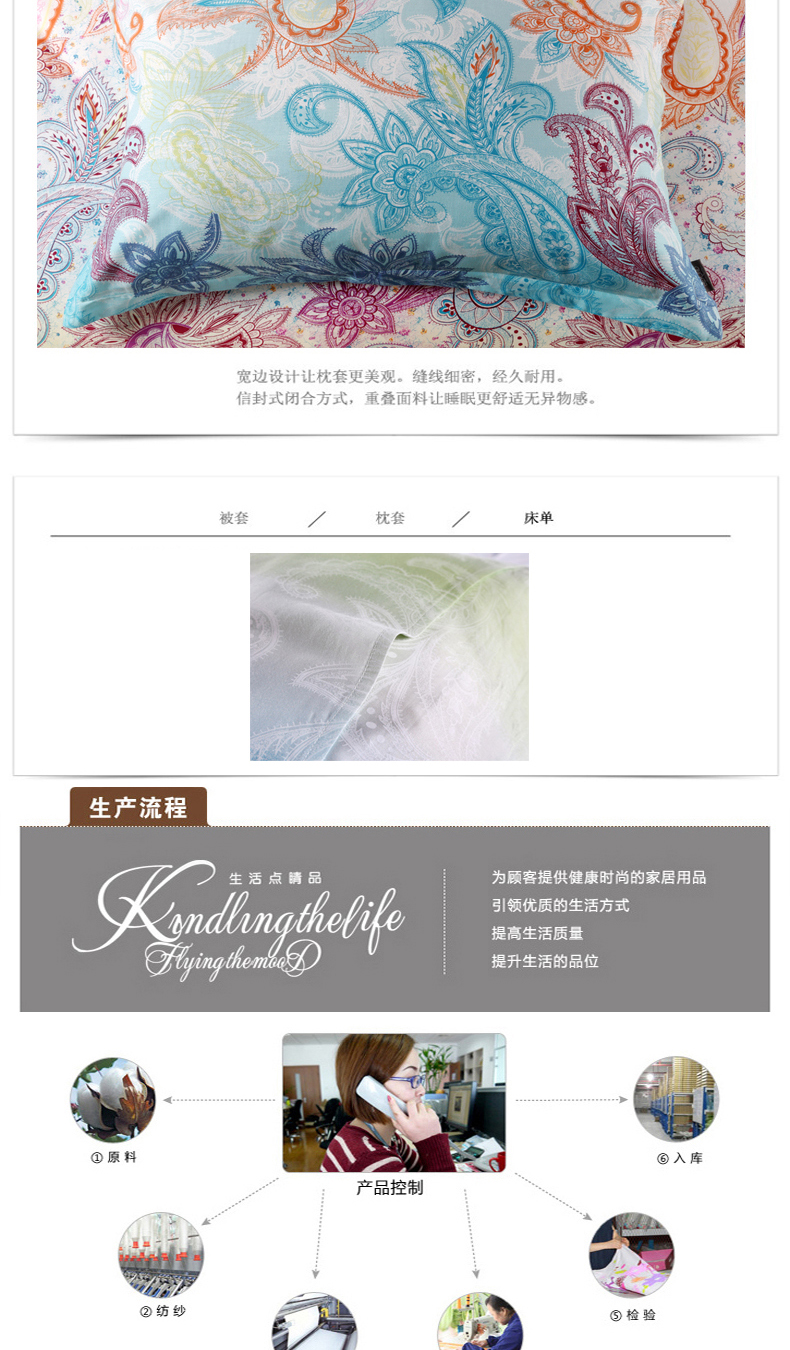 宽边设计让枕套更美观。缝线细密，经久耐用。
信封式闭合方式，重叠面料让睡眠更舒适无异物感。
被套 / 枕套 / 床单
生产流程
生活点睛品
Kindlingthelife
FlyingthemooD
为顾客提供健康时尚的家居用品
引领优质的生活方式
提高生活质量
提升生活的品位
①原料
⑥入库
产品控制
②纺纱
⑤检验